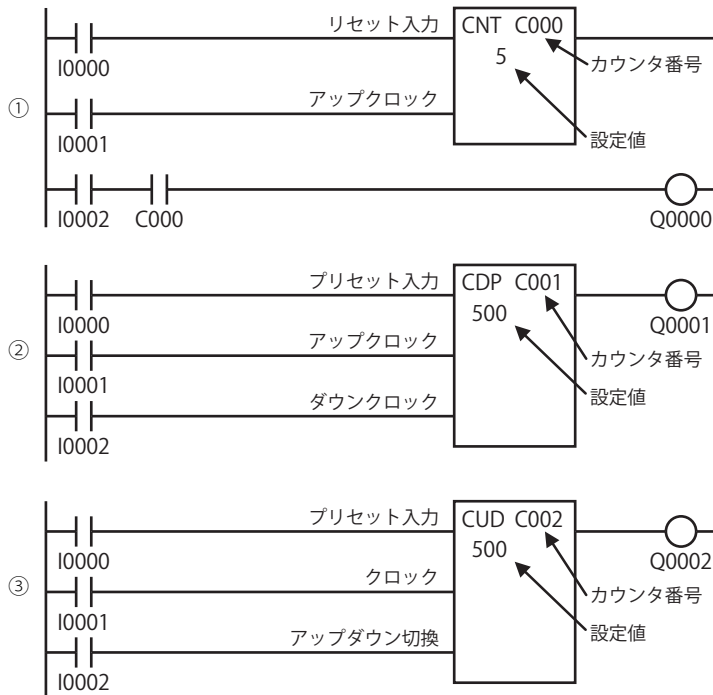 リセット入力 CNT C000
I0000 5 カウンタ番号
① アップクロック
I0001 設定値
I0002 C000 Q0000
プリセット入力 CDP C001
I0000 500 Q0001
② アップクロック カウンタ番号
I0001 設定値
ダウンクロック
I0002
プリセット入力 CUD C002
I0000 500 Q0002
③ クロック カウンタ番号
I0001 設定値
アップダウン切換
I0002